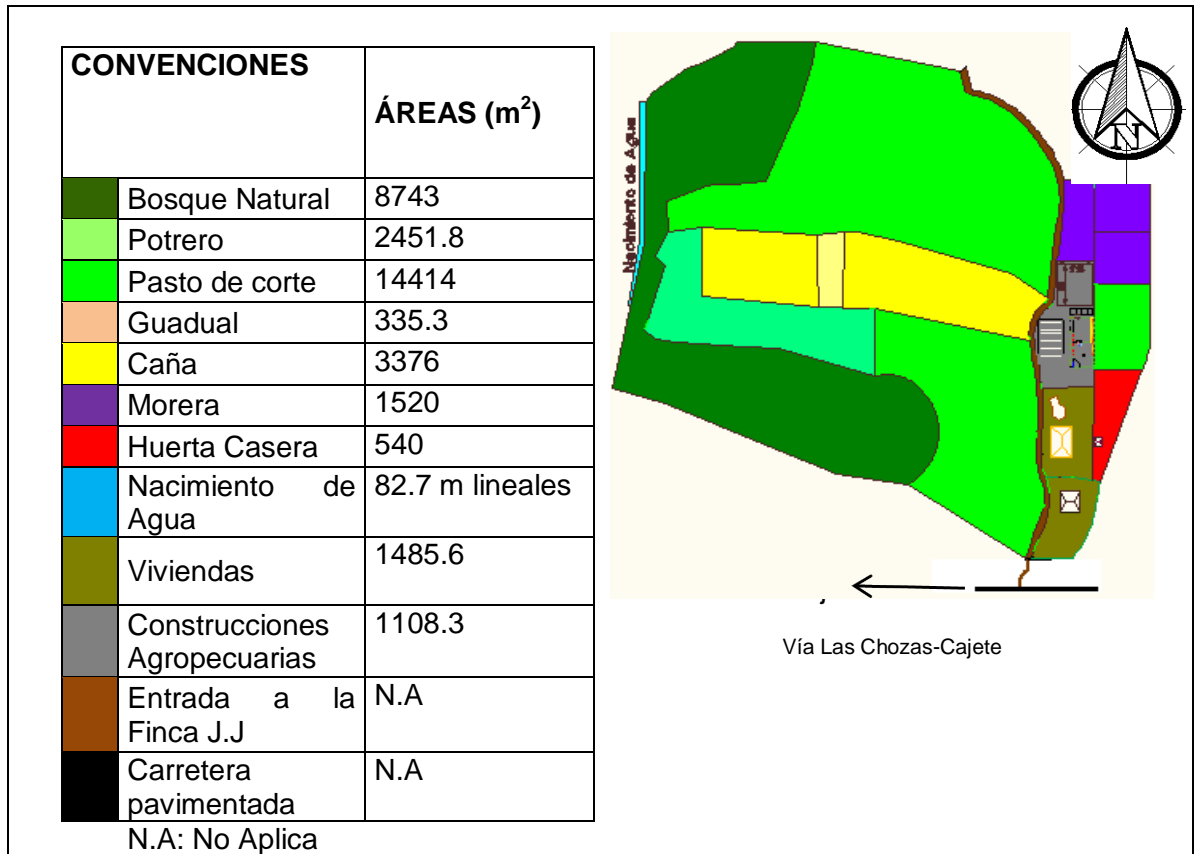 CONVENCIONES
ÁREAS (m²)
Bosque Natural 8743
Potrero 2451.8
Pasto de corte 14414
Guadual 335.3
Caña 3376
Morera 1520
Huerta Casera 540
Nacimiento de 82.7 m lineales
Agua
Viviendas 1485.6
Construcciones 1108.3
Agropecuarias
Entrada a la N.A
Finca J.J
Carretera N.A
pavimentada
N.A: No Aplica
Nacimiento de Agua
N
Vía Las Chozas-Cajete